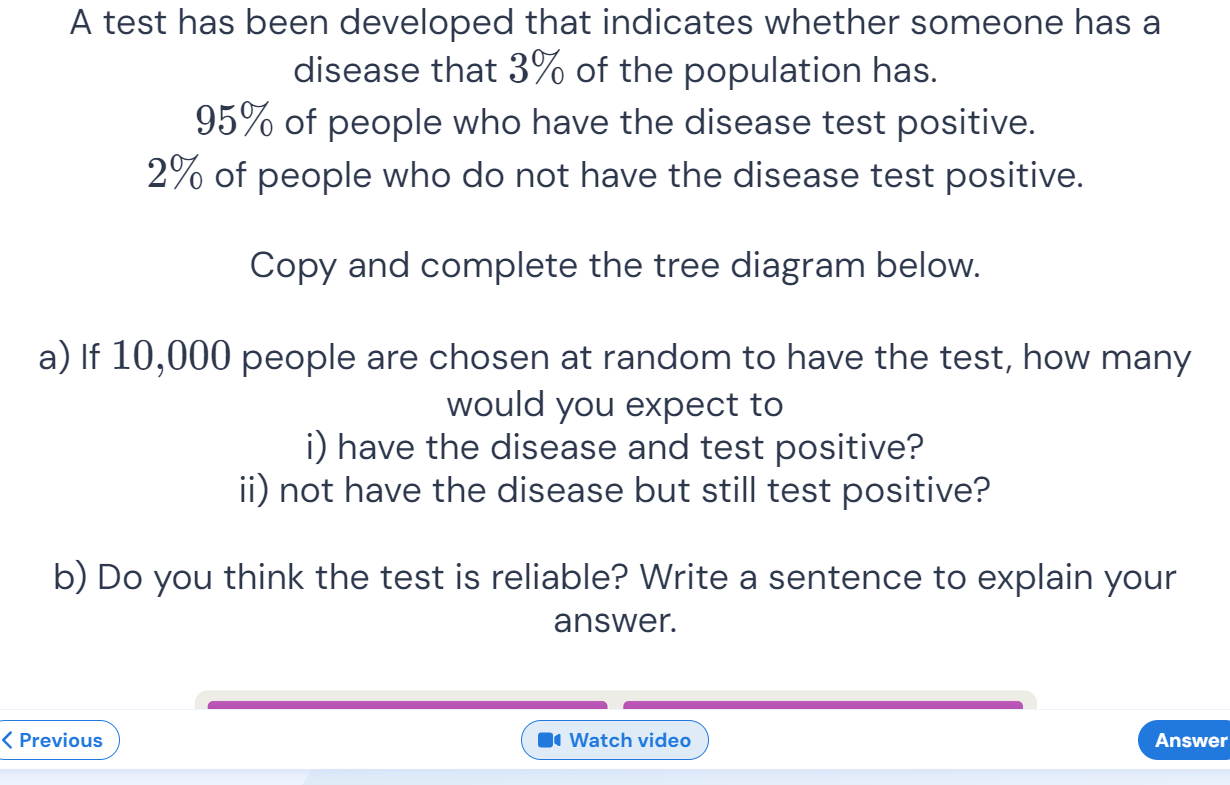 A test has been developed that indicates whether someone has a
disease that 3% of the population has.
95% of people who have the disease test positive.
2% of people who do not have the disease test positive.
Copy and complete the tree diagram below.
a) If 10,000 people are chosen at random to have the test, how many
would you expect to
i) have the disease and test positive?
ii) not have the disease but still test positive?
b) Do you think the test is reliable? Write a sentence to explain your
answer.
Previous
Watch video
Answer